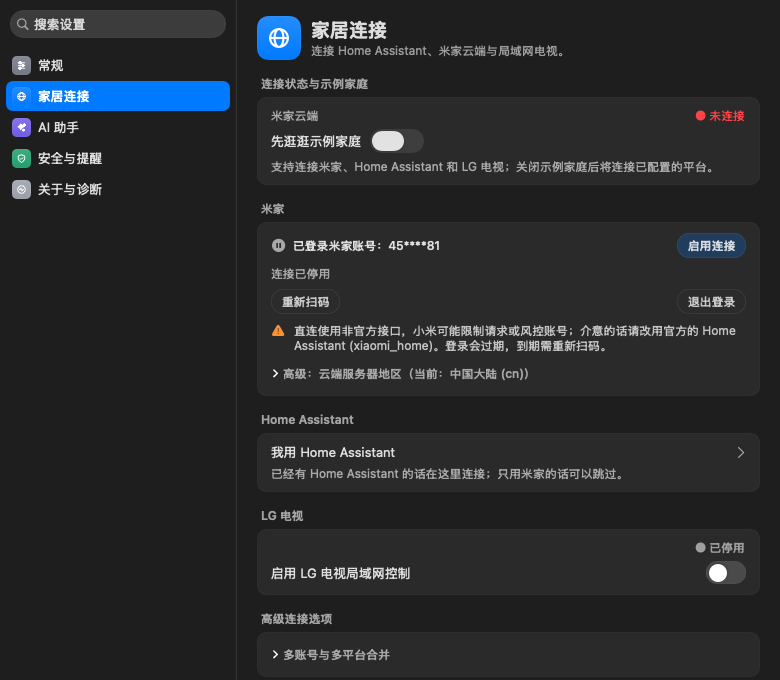 搜索设置
常规
家居连接
AI 助手
安全与提醒
关于与诊断
家居连接
连接 Home Assistant、米家云端与局域网电视。
连接状态与示例家庭
米家云端
未连接
先逛逛示例家庭
支持连接米家、Home Assistant 和 LG 电视；关闭示例家庭后将连接已配置的平台。
米家
已登录米家账号：45****81
启用连接
连接已停用
重新扫码
退出登录
直连使用非官方接口，小米可能限制请求或风控账号；介意的话请改用官方的 Home
Assistant (xiaomi_home)。登录会过期，到期需重新扫码。
高级：云端服务器地区（当前：中国大陆 (cn)）
Home Assistant
我用 Home Assistant
已经有 Home Assistant 的话在这里连接；只用米家的话可以跳过。
LG 电视
已停用
启用 LG 电视局域网控制
高级连接选项
多账号与多平台合并